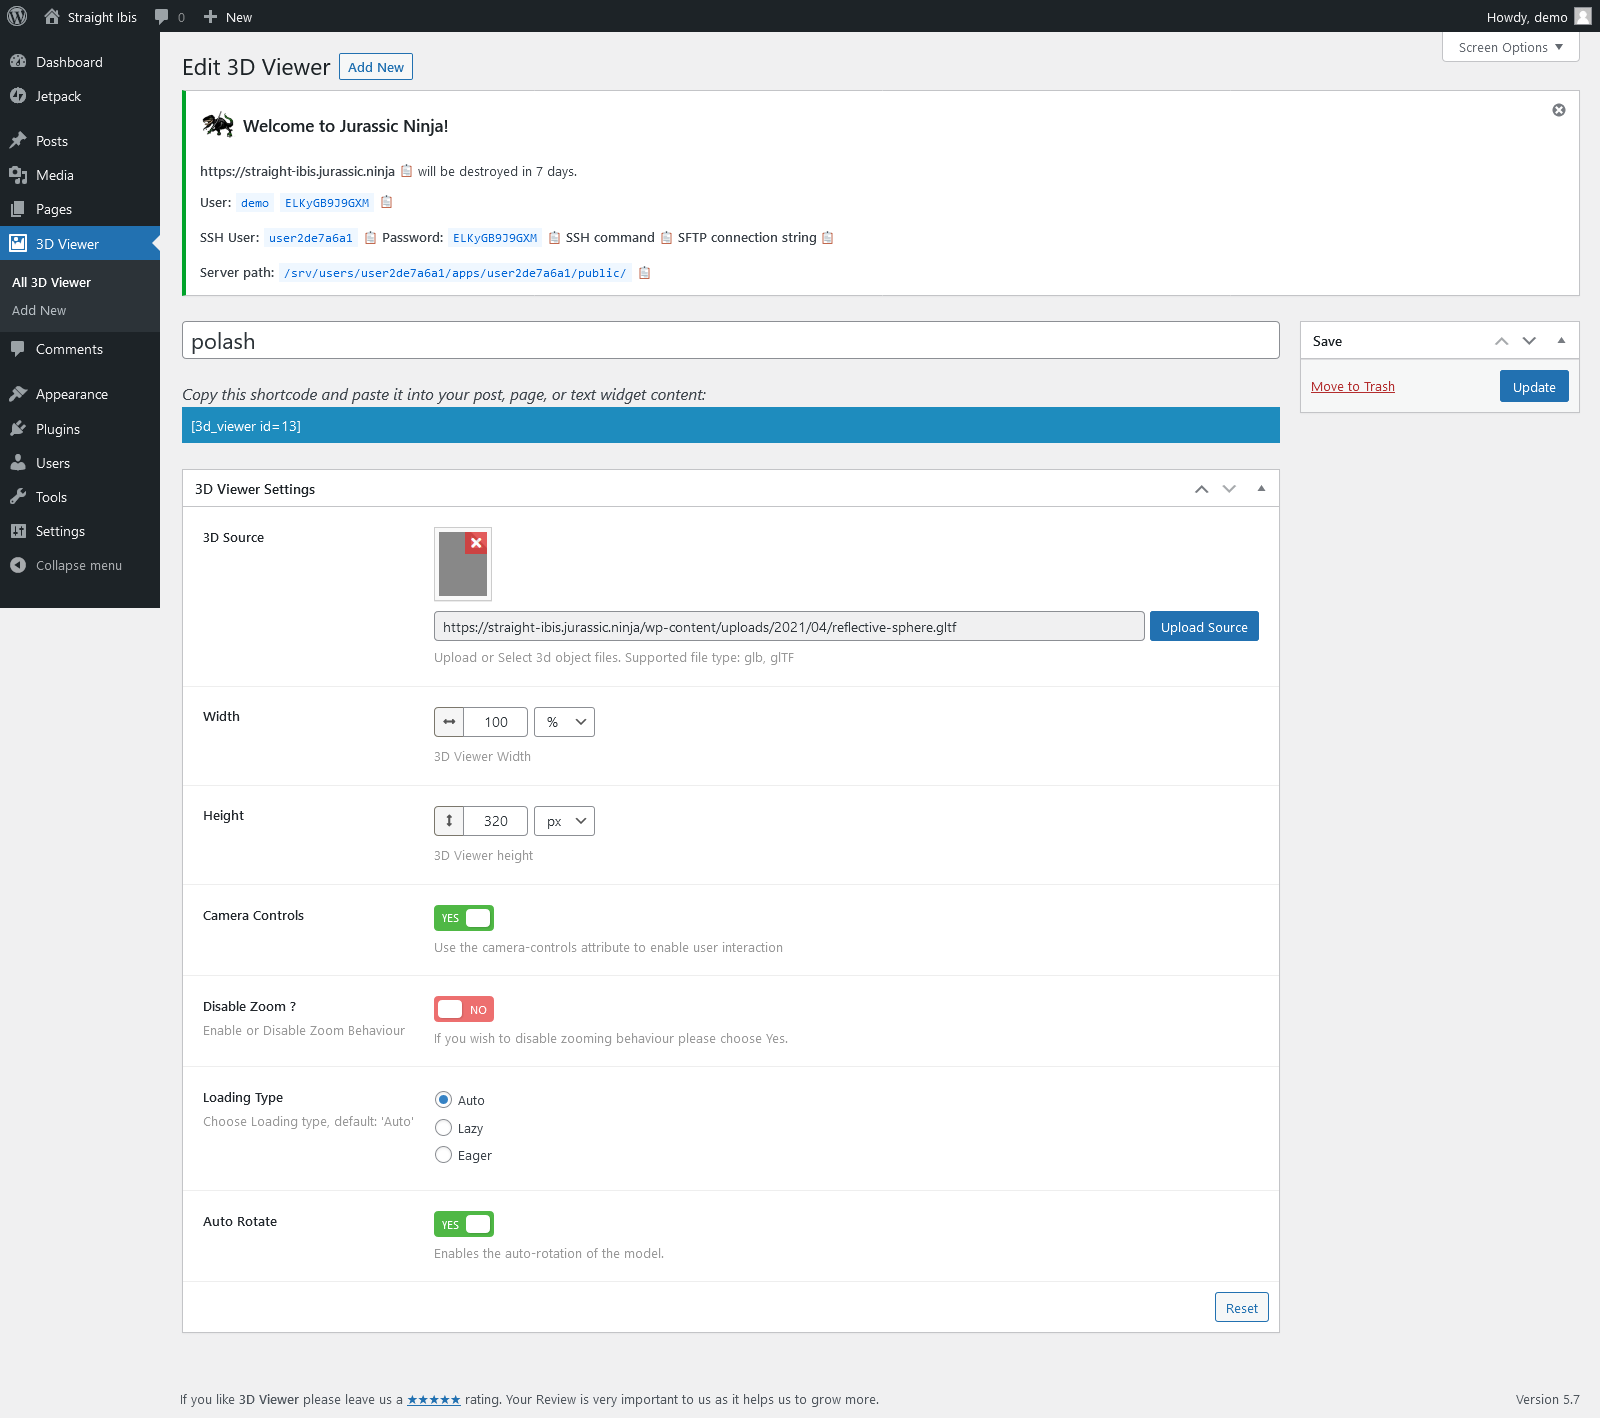 Straight Ibis 0 New Howdy, demo
Screen Options
Dashboard
Jetpack
Posts
Media
Pages
3D Viewer
All 3D Viewer
Add New
Comments
Appearance
Plugins
Users
Tools
Settings
Collapse menu
Edit 3D Viewer Add New
Welcome to Jurassic Ninja!
https://straight-ibis.jurassic.ninja will be destroyed in 7 days.
User: demo ELKyGB9J9GXM
SSH User: user2de7a6a1 Password: ELKyGB9J9GXM SSH command SFTP connection string
Server path: /srv/users/user2de7a6a1/apps/user2de7a6a1/public/
polash
Copy this shortcode and paste it into your post, page, or text widget content:
[3d_viewer id=13]
Save
Move to Trash Update
3D Viewer Settings
3D Source
https://straight-ibis.jurassic.ninja/wp-content/uploads/2021/04/reflective-sphere.gltf Upload Source
Upload or Select 3d object files. Supported file type: glb, glTF
Width
100 %
3D Viewer Width
Height
320 px
3D Viewer height
Camera Controls
YES
Use the camera-controls attribute to enable user interaction
Disable Zoom ?
Enable or Disable Zoom Behaviour
NO
If you wish to disable zooming behaviour please choose Yes.
Loading Type
Choose Loading type, default: 'Auto'
Auto
Lazy
Eager
Auto Rotate
YES
Enables the auto-rotation of the model.
Reset
If you like 3D Viewer please leave us a ★★★★★ rating. Your Review is very important to us as it helps us to grow more.
Version 5.7